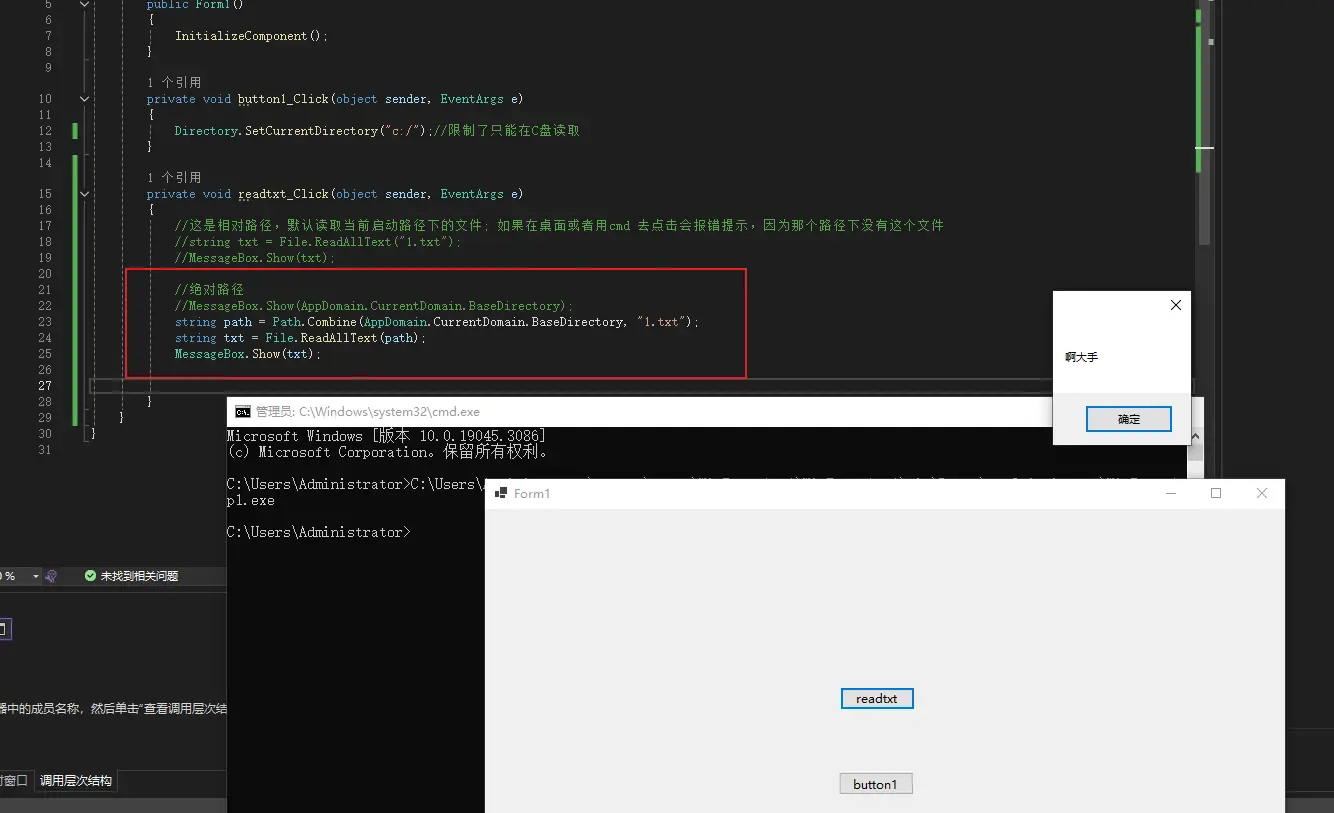 5 public Form1()
6 {
7 InitializeComponent();
8 }
9
1 个引用
10 private void button1_Click(object sender, EventArgs e)
11 {
12 Directory.SetCurrentDirectory("c:/");//限制了只能在C盘读取
13 }
14
1 个引用
15 private void readtxt_Click(object sender, EventArgs e)
16 {
17 //这是相对路径，默认读取当前启动路径下的文件; 如果在桌面或者用cmd 去点击会报错提示，因为那个路径下没有这个文件
18 //string txt = File.ReadAllText("1.txt");
19 //MessageBox.Show(txt);
20
21 //绝对路径
22 //MessageBox.Show(AppDomain.CurrentDomain.BaseDirectory);
23 string path = Path.Combine(AppDomain.CurrentDomain.BaseDirectory, "1.txt");
24 string txt = File.ReadAllText(path);
25 MessageBox.Show(txt);
26
27
28 }
29 }
30 }
31
啊大手
确定
管理员: C:\Windows\system32\cmd.exe
Microsoft Windows [版本 10.0.19045.3086]
(c) Microsoft Corporation。保留所有权利。
C:\Users\Administrator>C:\Users\
pl.exe
C:\Users\Administrator>
Form1
readtxt
button1
0 %
未找到相关问题
器中的成员名称，然后单击“查看调用层次结
时窗口
调用层次结构